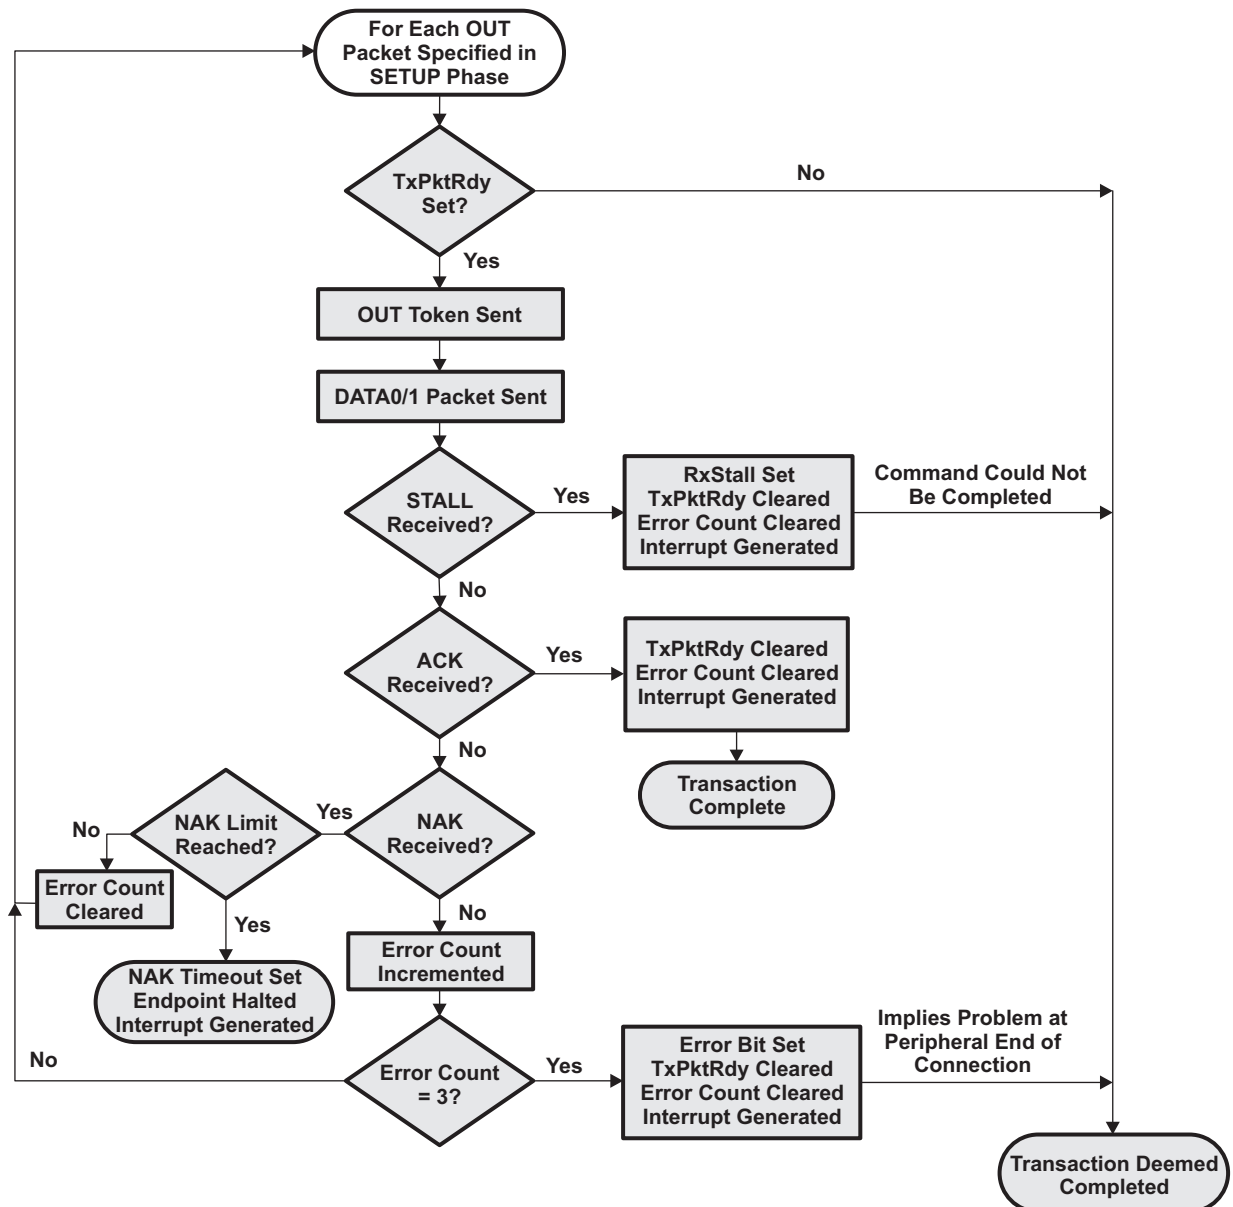 For Each OUT
Packet Specified in
SETUP Phase
TxPktRdy
Set?
No
Yes
OUT Token Sent
DATA0/1 Packet Sent
STALL
Received?
Yes
RxStall Set
TxPktRdy Cleared
Error Count Cleared
Interrupt Generated
Command Could Not
Be Completed
No
ACK
Received?
Yes
TxPktRdy Cleared
Error Count Cleared
Interrupt Generated
No
Transaction
Complete
NAK
Received?
Yes
NAK Limit
Reached?
No
Error Count
Cleared
Yes
NAK Timeout Set
Endpoint Halted
Interrupt Generated
No
Error Count
Incremented
Error Count
= 3?
No
Yes
Error Bit Set
TxPktRdy Cleared
Error Count Cleared
Interrupt Generated
Implies Problem at
Peripheral End of
Connection
Transaction Deemed
Completed